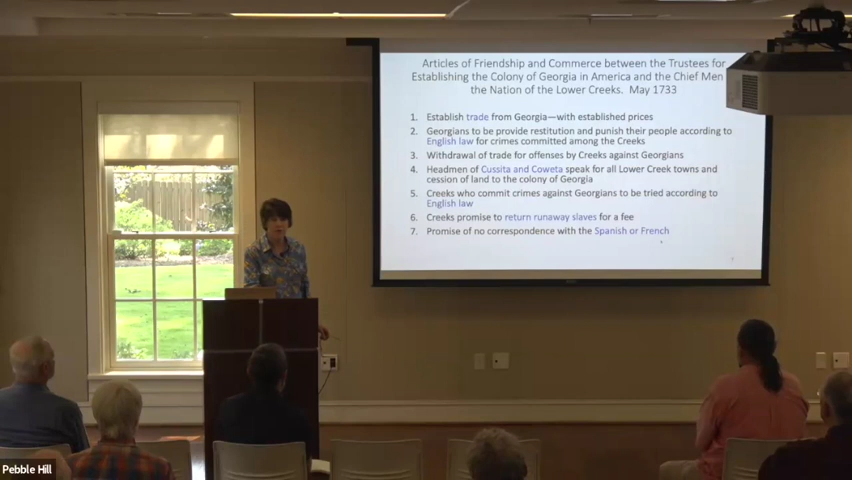 Articles of Friendship and Commerce between the Trustees for
Establishing the Colony of Georgia in America and the Chief Men
the Nation of the Lower Creeks. May 1733
1. Establish trade from Georgia—with established prices
2. Georgians to be provide restitution and punish their people according to
English law for crimes committed among the Creeks
3. Withdrawal of trade for offenses by Creeks against Georgians
4. Headmen of Cussita and Coweta speak for all Lower Creek towns and
cession of land to the colony of Georgia
5. Creeks who commit crimes against Georgians to be tried according to
English law
6. Creeks promise to return runaway slaves for a fee
7. Promise of no correspondence with the Spanish or French
Pebble Hill